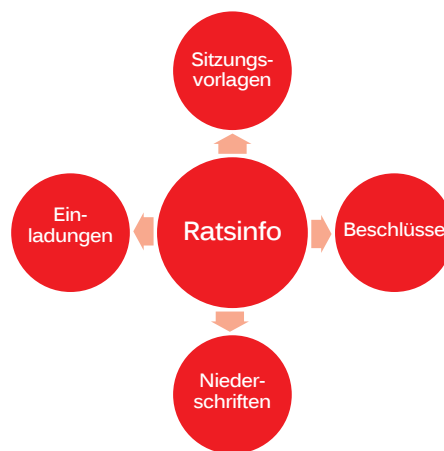 Sitzungs-
vorlagen
Ein-
ladungen
Ratsinfo
Beschlüsse
Nieder-
schriften